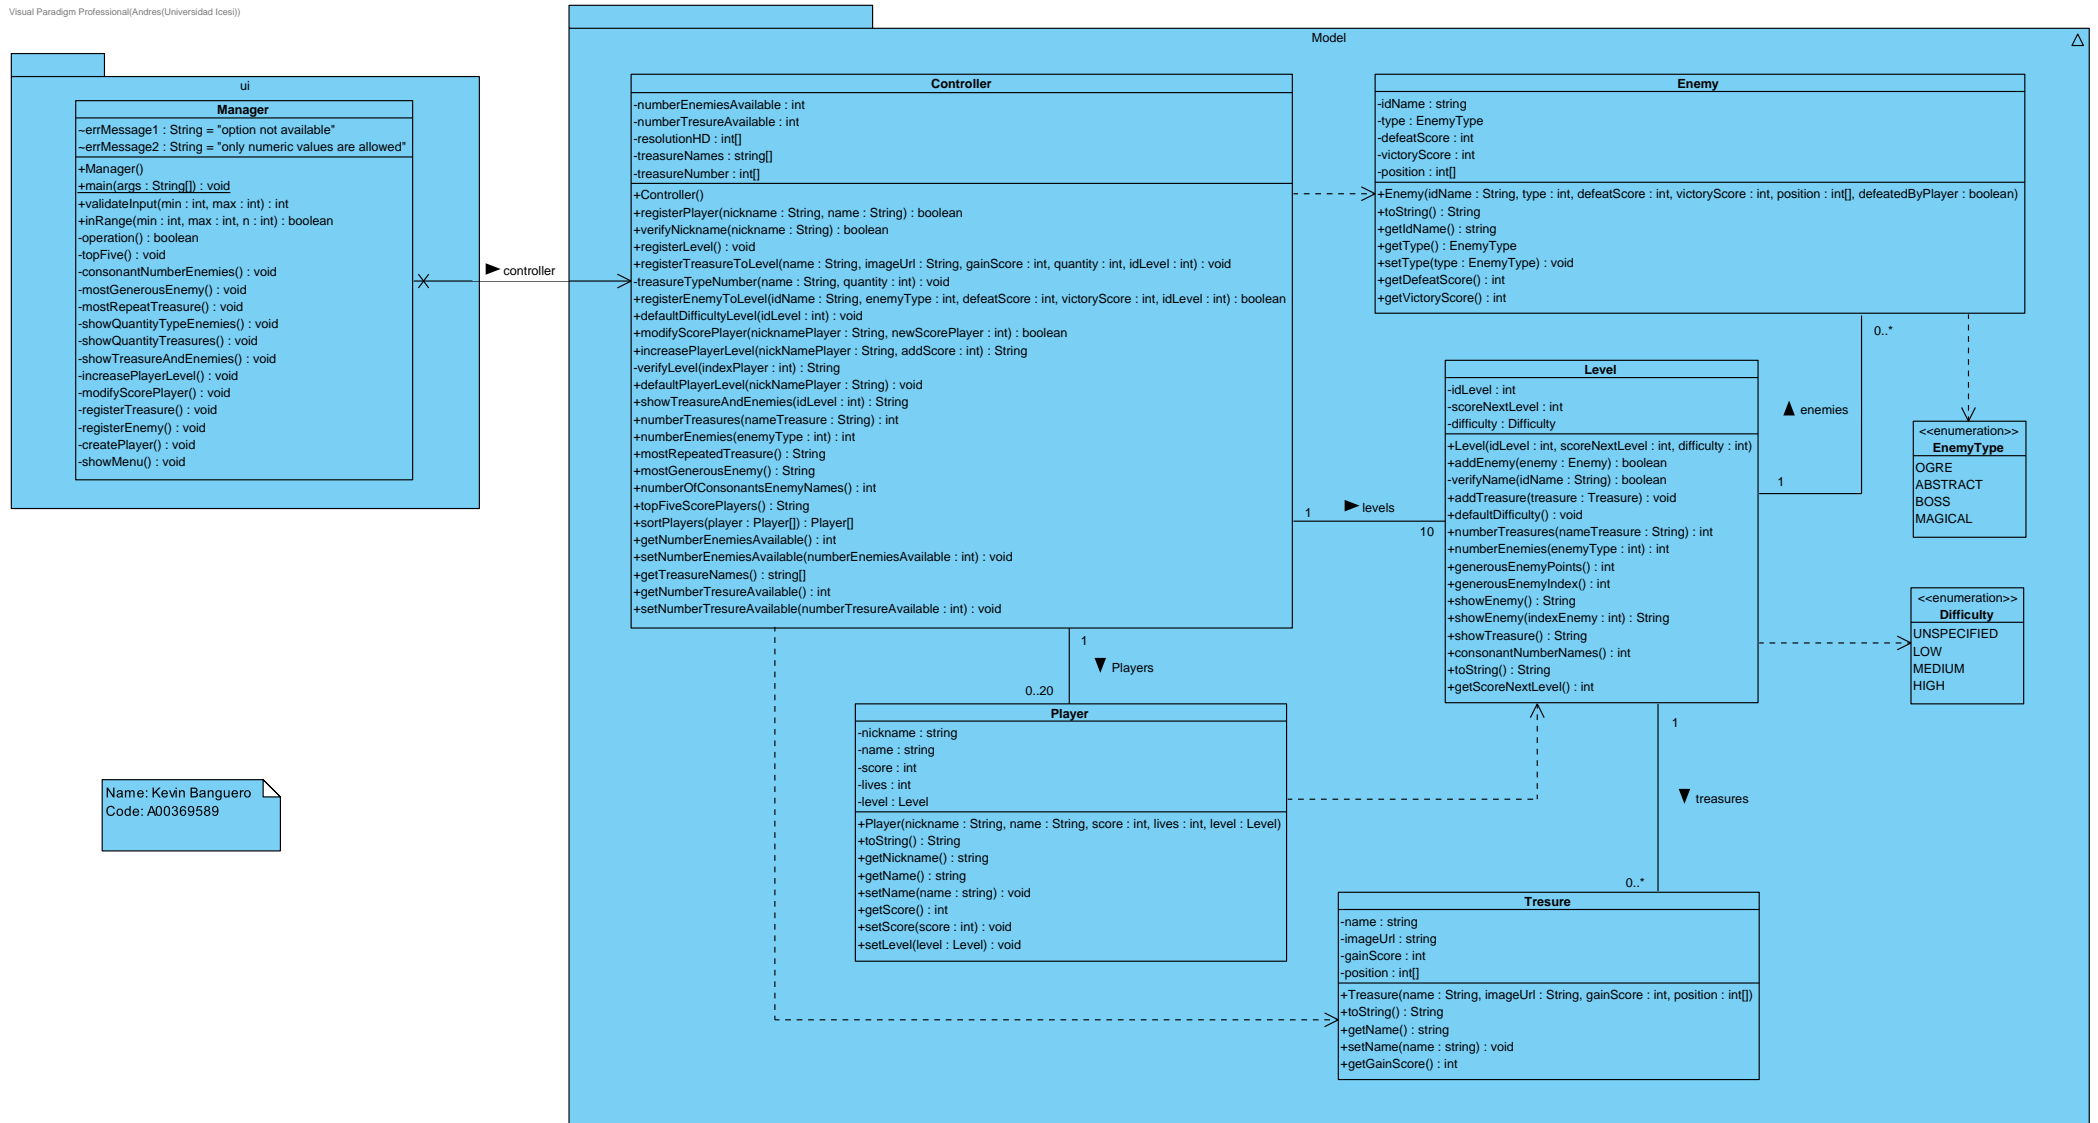 Visual Paradigm Professional(Andres(Universidad Icesi))
ui
Manager
~errMessage1 : String = "option not available"
~errMessage2 : String = "only numeric values are allowed"
+Manager()
+main(args : String[]) : void
+validateInput(min : int, max : int) : int
+inRange(min : int, max : int, n : int) : boolean
-operation() : boolean
-topFive() : void
-consonantNumberEnemies() : void
-mostGenerousEnemy() : void
-mostRepeatTreasure() : void
-showQuantityTypeEnemies() : void
-showQuantityTreasures() : void
-showTreasureAndEnemies() : void
-increasePlayerLevel() : void
-modifyScorePlayer() : void
-registerTreasure() : void
-registerEnemy() : void
-createPlayer() : void
-showMenu() : void
controller
Model
Controller
-numberEnemiesAvailable : int
-numberTresureAvailable : int
-resolutionHD : int[]
-treasureNames : string[]
-treasureNumber : int[]
+Controller()
+registerPlayer(nickname : String, name : String) : boolean
+verifyNickname(nickname : String) : boolean
+registerLevel() : void
+registerTreasureToLevel(name : String, imageUrl : String, gainScore : int, quantity : int, idLevel : int) : void
-treasureTypeNumber(name : String, quantity : int) : void
+registerEnemyToLevel(idName : String, enemyType : int, defeatScore : int, victoryScore : int, idLevel : int) : boolean
+defaultDifficultyLevel(idLevel : int) : void
+modifyScorePlayer(nicknamePlayer : String, newScorePlayer : int) : boolean
+increasePlayerLevel(nickNamePlayer : String, addScore : int) : String
-verifyLevel(indexPlayer : int) : String
+defaultPlayerLevel(nickNamePlayer : String) : void
+showTreasureAndEnemies(idLevel : int) : String
+numberTreasures(nameTreasure : String) : int
+numberEnemies(enemyType : int) : int
+mostRepeatedTreasure() : String
+mostGenerousEnemy() : String
+numberOfConsonantsEnemyNames() : int
+topFiveScorePlayers() : String
+sortPlayers(player : Player[]) : Player[]
+getNumberEnemiesAvailable() : int
+setNumberEnemiesAvailable(numberEnemiesAvailable : int) : void
+getTreasureNames() : string[]
+getNumberTresureAvailable() : int
+setNumberTresureAvailable(numberTresureAvailable : int) : void
Enemy
-idName : string
-type : EnemyType
-defeatScore : int
-victoryScore : int
-position : int[]
+Enemy(idName : String, type : int, defeatScore : int, victoryScore : int, position : int[], defeatedByPlayer : boolean)
+toString() : String
+getIdName() : string
+getType() : EnemyType
+setType(type : EnemyType) : void
+getDefeatScore() : int
+getVictoryScore() : int
0..*
enemies
1
Level
-idLevel : int
-scoreNextLevel : int
-difficulty : Difficulty
+Level(idLevel : int, scoreNextLevel : int, difficulty : int)
+addEnemy(enemy : Enemy) : boolean
-verifyName(idName : String) : boolean
+addTreasure(treasure : Treasure) : void
+defaultDifficulty() : void
+numberTreasures(nameTreasure : String) : int
+numberEnemies(enemyType : int) : int
+generousEnemyPoints() : int
+generousEnemyIndex() : int
+showEnemy() : String
+showEnemy(indexEnemy : int) : String
+showTreasure() : String
+consonantNumberNames() : int
+toString() : String
+getScoreNextLevel() : int
<<enumeration>>
EnemyType
OGRE
ABSTRACT
BOSS
MAGICAL
<<enumeration>>
Difficulty
UNSPECIFIED
LOW
MEDIUM
HIGH
1
levels
10
1
Players
0..20
Player
-nickname : string
-name : string
-score : int
-lives : int
-level : Level
+Player(nickname : String, name : String, score : int, lives : int, level : Level)
+toString() : String
+getNickname() : string
+getName() : string
+setName(name : string) : void
+getScore() : int
+setScore(score : int) : void
+setLevel(level : Level) : void
1
treasures
0..*
Tresure
-name : string
-imageUrl : string
-gainScore : int
-position : int[]
+Treasure(name : String, imageUrl : String, gainScore : int, position : int[])
+toString() : String
+getName() : string
+setName(name : string) : void
+getGainScore() : int
Name: Kevin Banguero
Code: A00369589